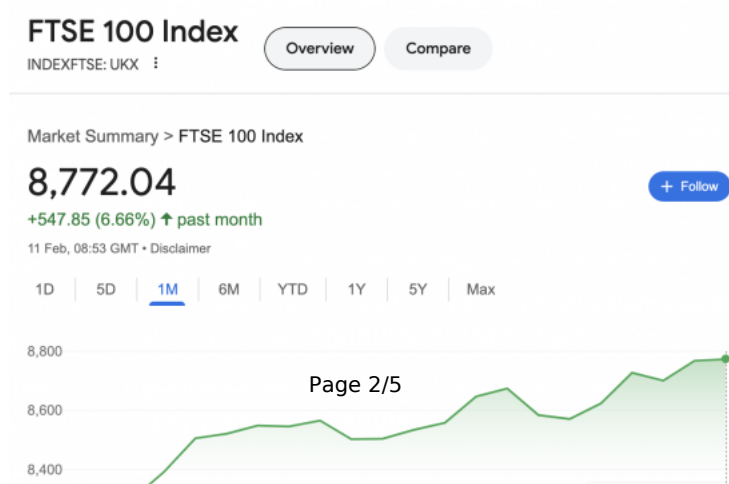 FTSE 100 Index
Overview
Compare
INDEXFTSE: UKX
Market Summary > FTSE 100 Index
8,772.04
+ Follow
+547.85 (6.66%) ↑ past month
11 Feb, 08:53 GMT • Disclaimer
1D 5D 1M 6M YTD 1Y 5Y Max
8,800
Page 2/5
8,600
8,400